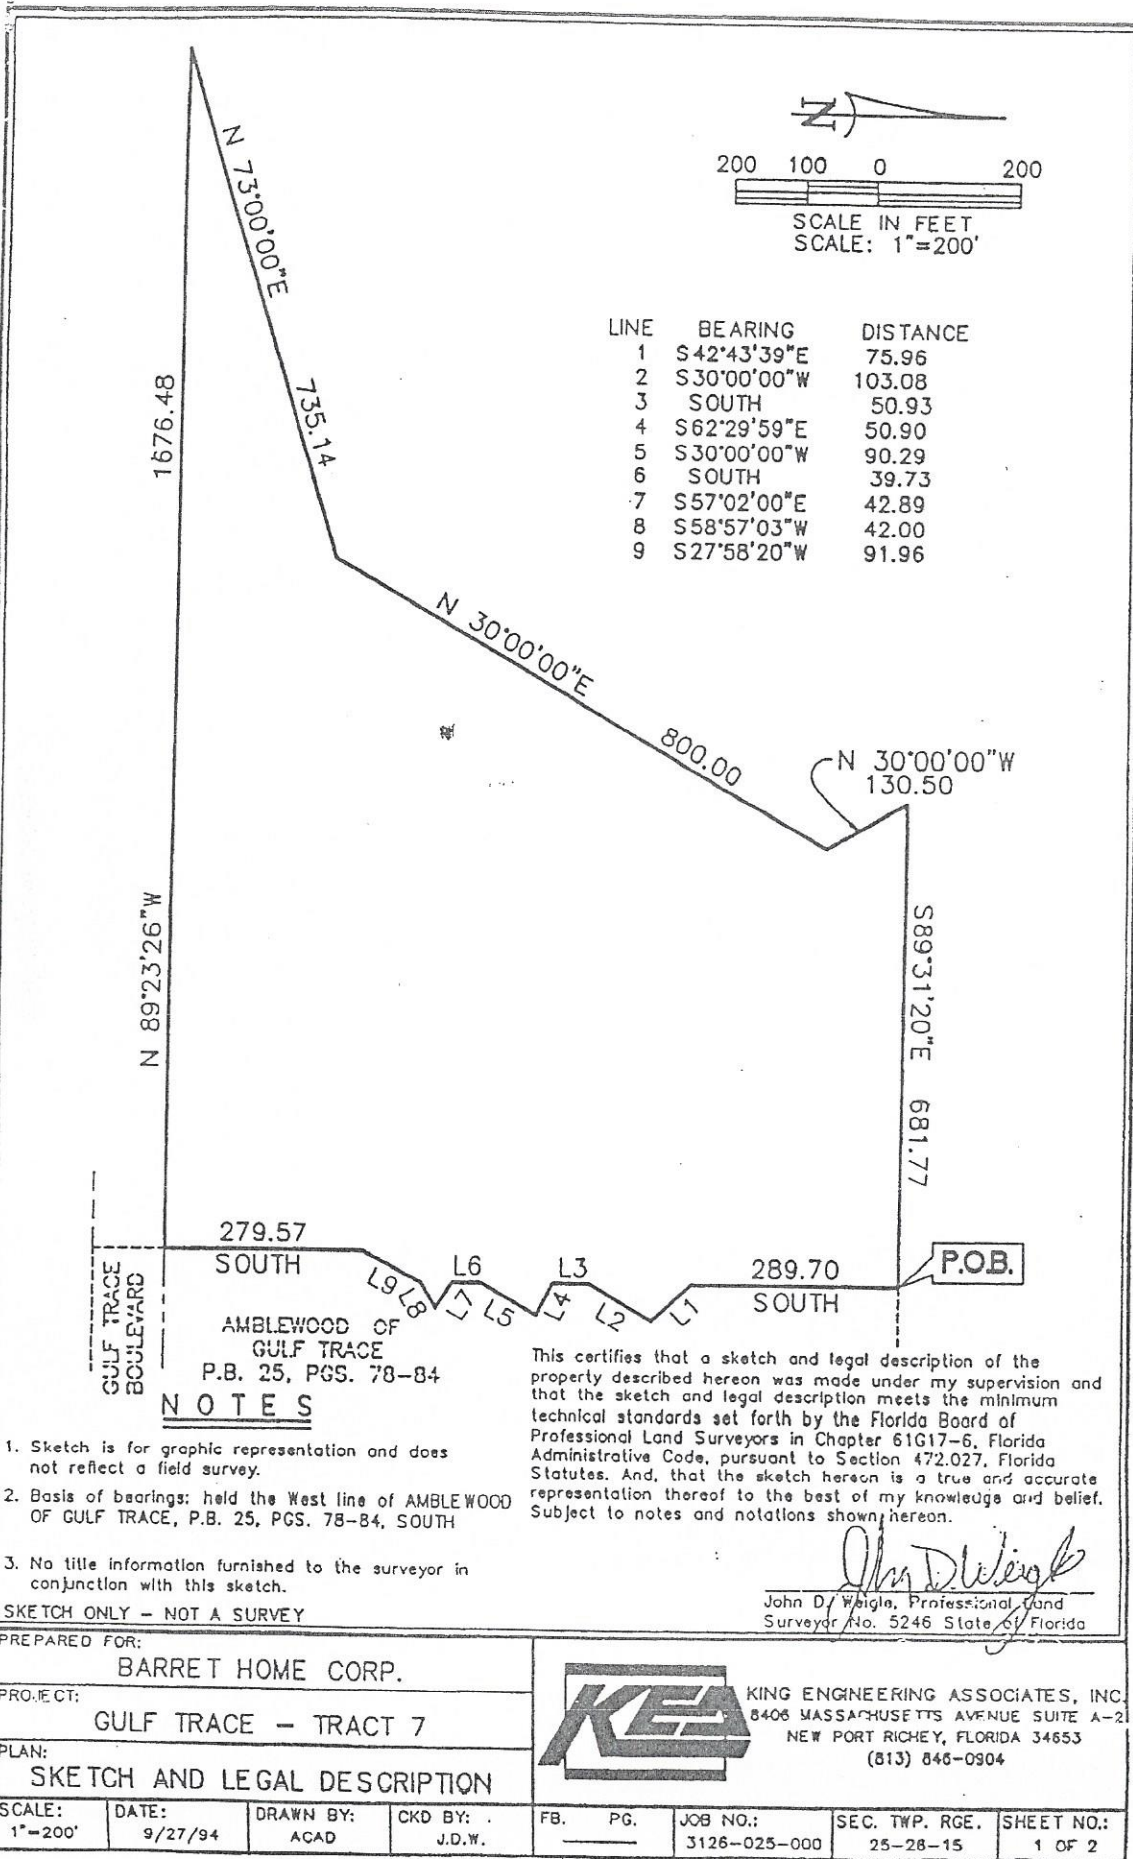 N
200 100 0 200
SCALE IN FEET
SCALE: 1"=200'
N 73°00'00"E
735.14
1676.48
N 89°23'26"W
LINE BEARING DISTANCE
1 S42°43'39"E 75.96
2 S30°00'00"W 103.08
3 SOUTH 50.93
4 S62°29'59"E 50.90
5 S30°00'00"W 90.29
6 SOUTH 39.73
7 S57°02'00"E 42.89
8 S58°57'03"W 42.00
9 S27°58'20"W 91.96
N 30°00'00"E
800.00
N 30°00'00"W
130.50
S89°31'20"E 681.77
279.57
SOUTH
L9
L8
L7
L6
L5
L4
L3
L2
L1
289.70
SOUTH
P.O.B.
GULF TRACE
BOULEVARD
AMBLEWOOD OF
GULF TRACE
P.B. 25, PGS. 78-84
NOTES
1. Sketch is for graphic representation and does
not reflect a field survey.
2. Basis of bearings: held the West line of AMBLEWOOD
OF GULF TRACE, P.B. 25, PGS. 78-84, SOUTH
3. No title information furnished to the surveyor in
conjunction with this sketch.
SKETCH ONLY - NOT A SURVEY
This certifies that a sketch and legal description of the
property described hereon was made under my supervision and
that the sketch and legal description meets the minimum
technical standards set forth by the Florida Board of
Professional Land Surveyors in Chapter 61G17-6, Florida
Administrative Code, pursuant to Section 472.027, Florida
Statutes. And, that the sketch hereon is a true and accurate
representation thereof to the best of my knowledge and belief.
Subject to notes and notations shown hereon.
John D. Weigle
John D. Weigle, Professional Land
Surveyor No. 5246 State of Florida
PREPARED FOR:
BARRET HOME CORP.
PROJECT:
GULF TRACE - TRACT 7
PLAN:
SKETCH AND LEGAL DESCRIPTION
KEA
KING ENGINEERING ASSOCIATES, INC.
8406 MASSACHUSETTS AVENUE SUITE A-2
NEW PORT RICHEY, FLORIDA 34653
(813) 846-0904
SCALE: DATE: DRAWN BY: CKD BY: FB. PG. JOB NO.: SEC. TWP. RGE. SHEET NO.:
1"=200' 9/27/94 ACAD J.D.W. 3126-025-000 25-26-15 1 OF 2